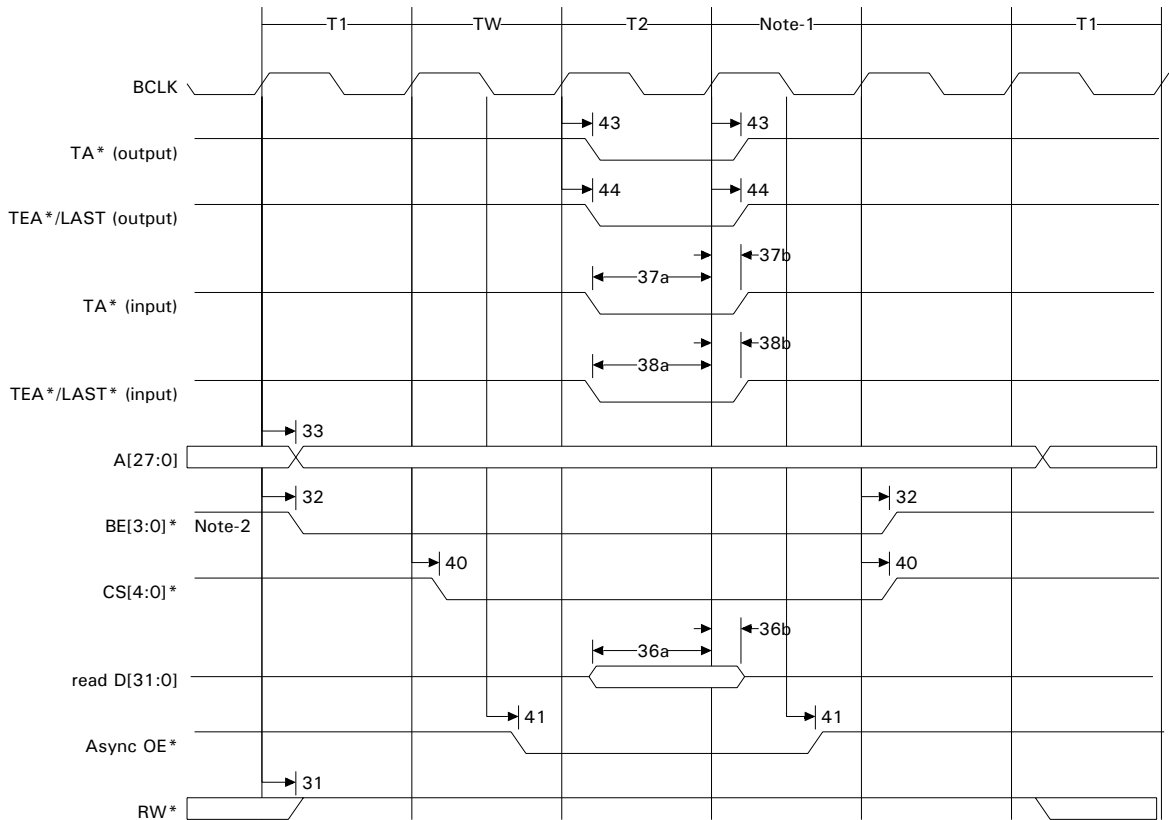 T1 TW T2 Note-1 T1
BCLK
43 43
TA* (output)
44 44
TEA*/LAST (output)
37b
37a
TA* (input)
38b
38a
TEA*/LAST* (input)
33
A[27:0]
32 32
BE[3:0]* Note-2
40 40
CS[4:0]*
36b
36a
read D[31:0]
41 41
Async OE*
31
RW*